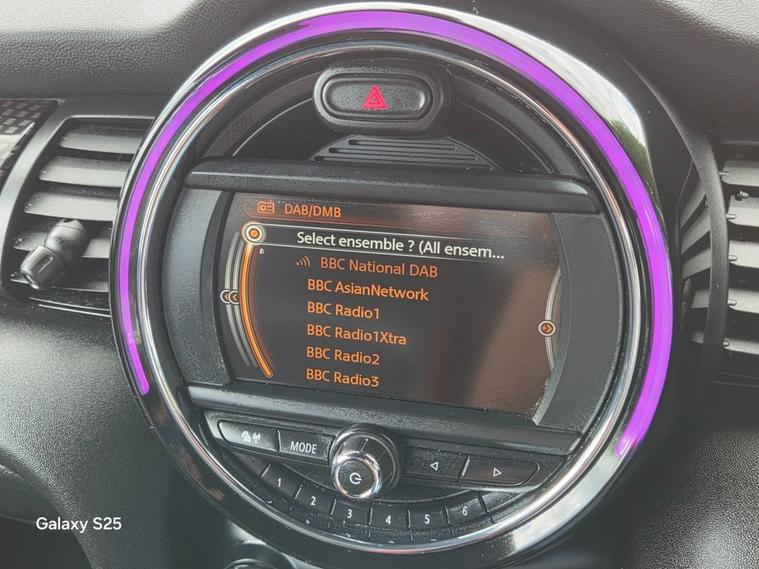 DAB/DMB
Select ensemble ? (All ensem...
BBC National DAB
BBC AsianNetwork
BBC Radio1
BBC Radio1Xtra
BBC Radio2
BBC Radio3
MODE
1 2 3 4 5 6
Galaxy S25